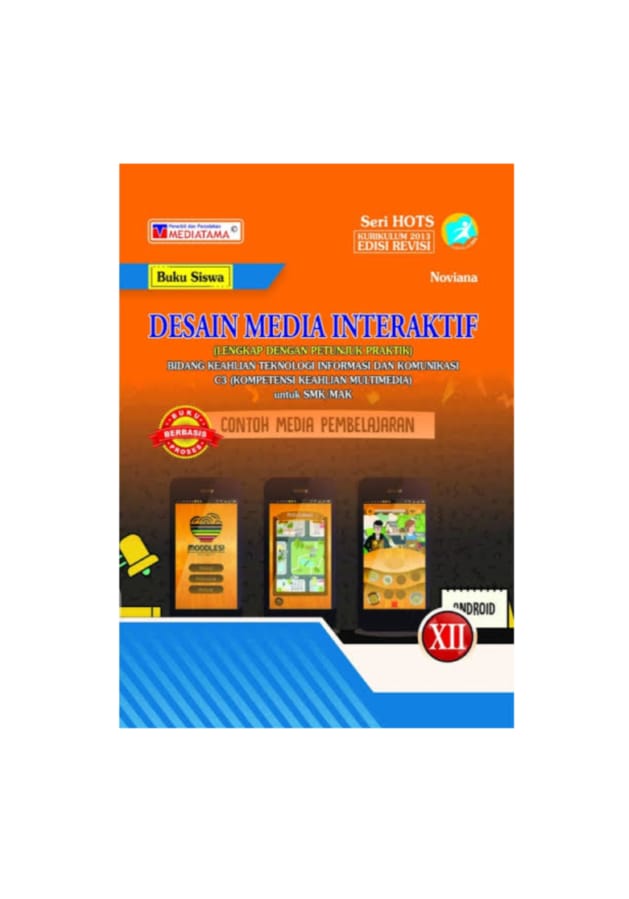 Seri HOTS
KURIKULUM 2013
EDISI REVISI
Penerbit dan Percetakan
MEDIATAMA ©
Buku Siswa
Noviana
DESAIN MEDIA INTERAKTIF
(LENGKAP DENGAN PETUNJUK PRAKTIK)
BIDANG KEAHLIAN TEKNOLOGI INFORMASI DAN KOMUNIKASI
C3 (KOMPETENSI KEAHLIAN MULTIMEDIA)
untuk SMK/MAK
BUKU
BERBASIS
PROSES
CONTOH MEDIA PEMBELAJARAN
MOODLESI
ANDROID
XII